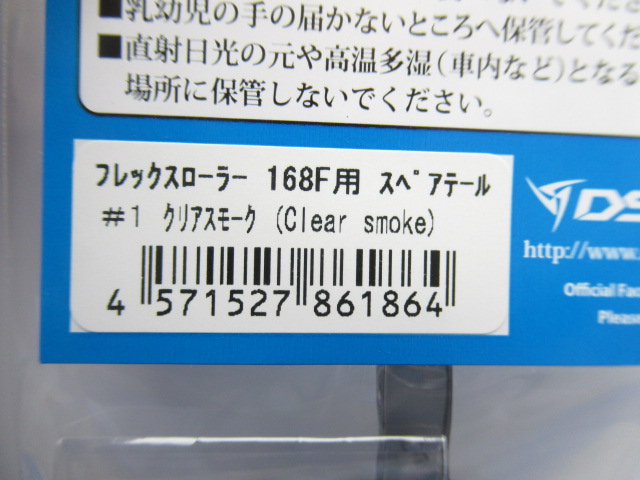 ■乳幼児の手の届かないところへ保管してくだ
■直射日光の元や高温多湿(車内など)となる
場所に保管しないでください。
フレックスローラー 168F用 スペアテール
#1 クリアスモーク (Clear smoke)
4 571527 861864
DS
http://www.
Official Fac
Please